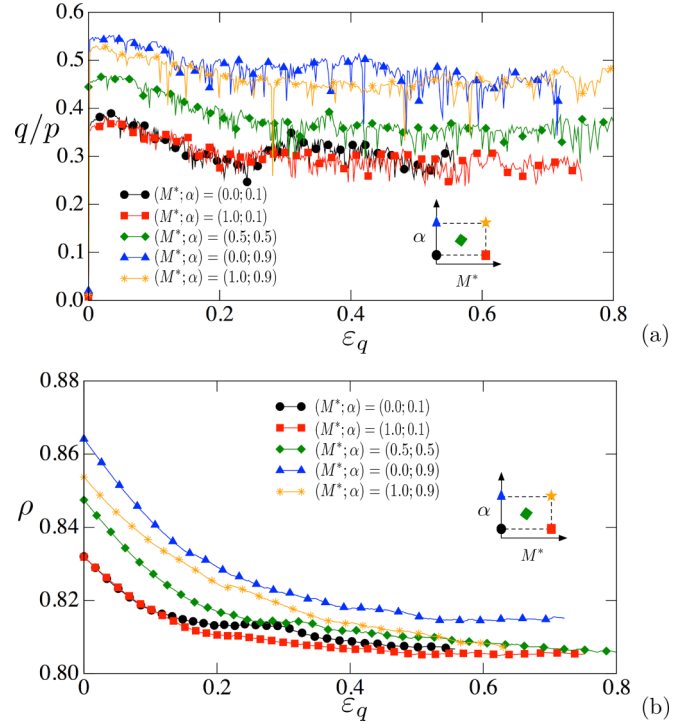 0.6
0.5
0.4
q/p
0.3
0.2
0.1
0.0
(M*; α) = (0.0; 0.1)
(M*; α) = (1.0; 0.1)
(M*; α) = (0.5; 0.5)
(M*; α) = (0.0; 0.9)
(M*; α) = (1.0; 0.9)
α
M*
0 0.2 0.4 0.6 0.8
εq
(a)
0.88
0.86
ρ
0.84
0.82
0.80
(M*; α) = (0.0; 0.1)
(M*; α) = (1.0; 0.1)
(M*; α) = (0.5; 0.5)
(M*; α) = (0.0; 0.9)
(M*; α) = (1.0; 0.9)
α
M*
0 0.2 0.4 0.6 0.8
εq
(b)